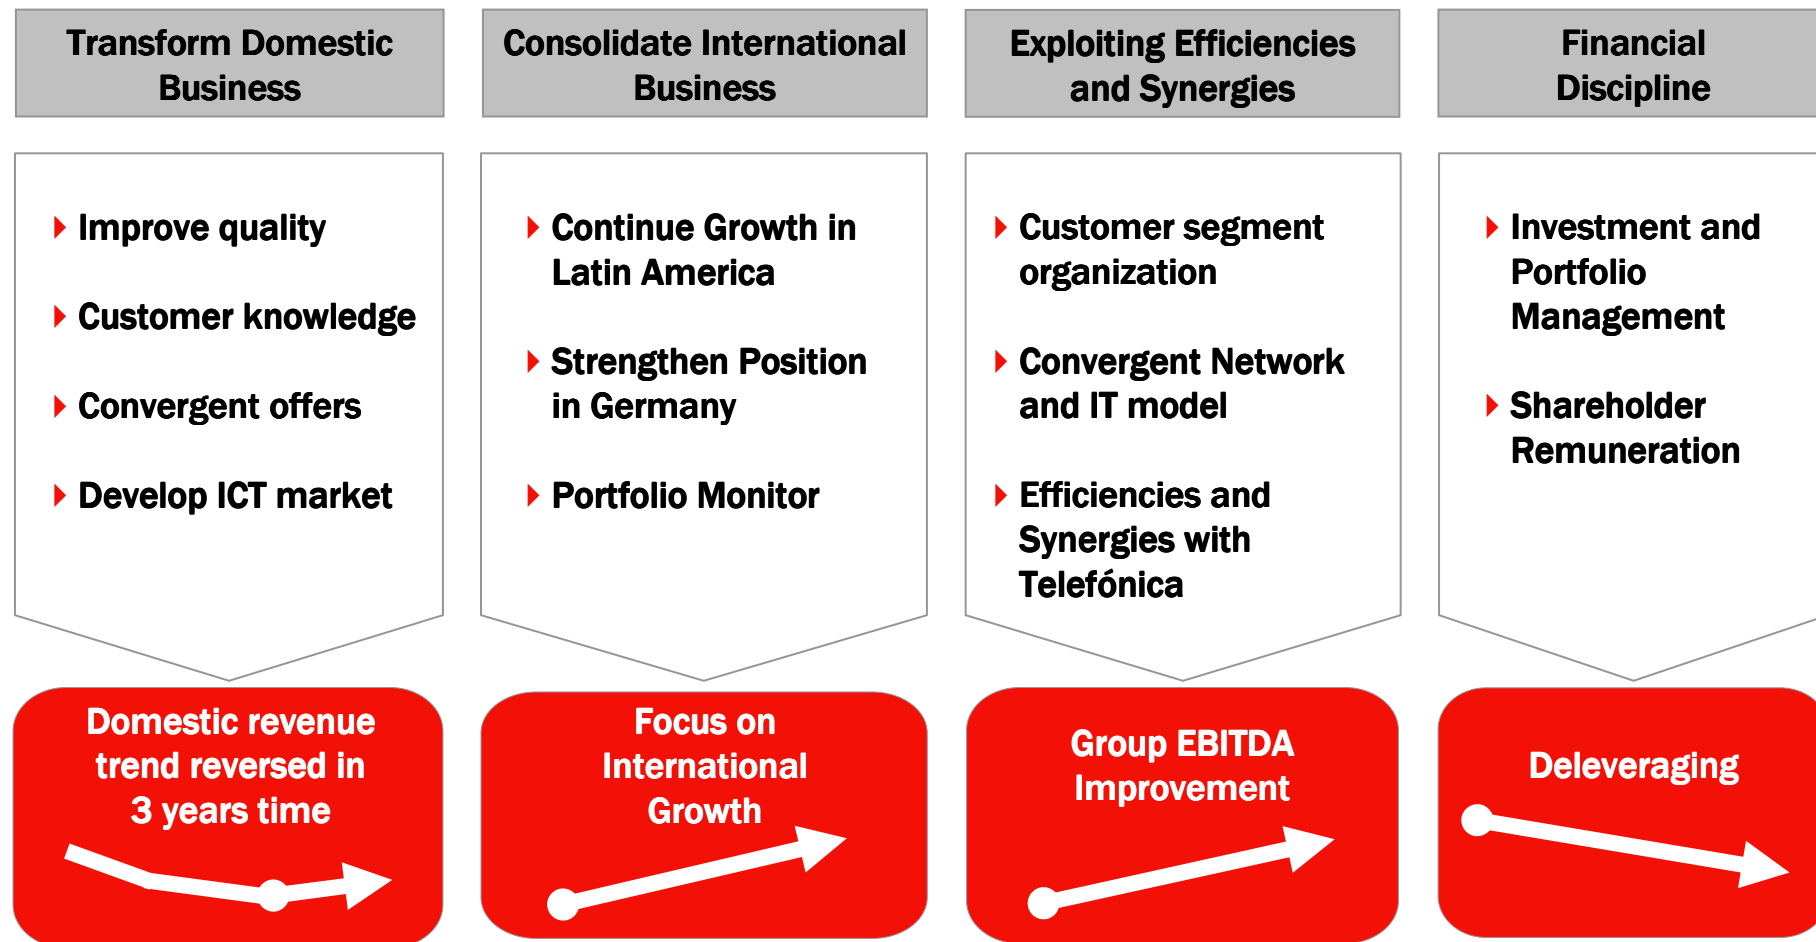 Transform Domestic
Business
Improve quality
Customer knowledge
Convergent offers
Develop ICT market
Domestic revenue
trend reversed in
3 years time
Consolidate International
Business
Continue Growth in
Latin America
Strengthen Position
in Germany
Portfolio Monitor
Focus on
International
Growth
Exploiting Efficiencies
and Synergies
Customer segment
organization
Convergent Network
and IT model
Efficiencies and
Synergies with
Telefónica
Group EBITDA
Improvement
Financial
Discipline
Investment and
Portfolio
Management
Shareholder
Remuneration
Deleveraging